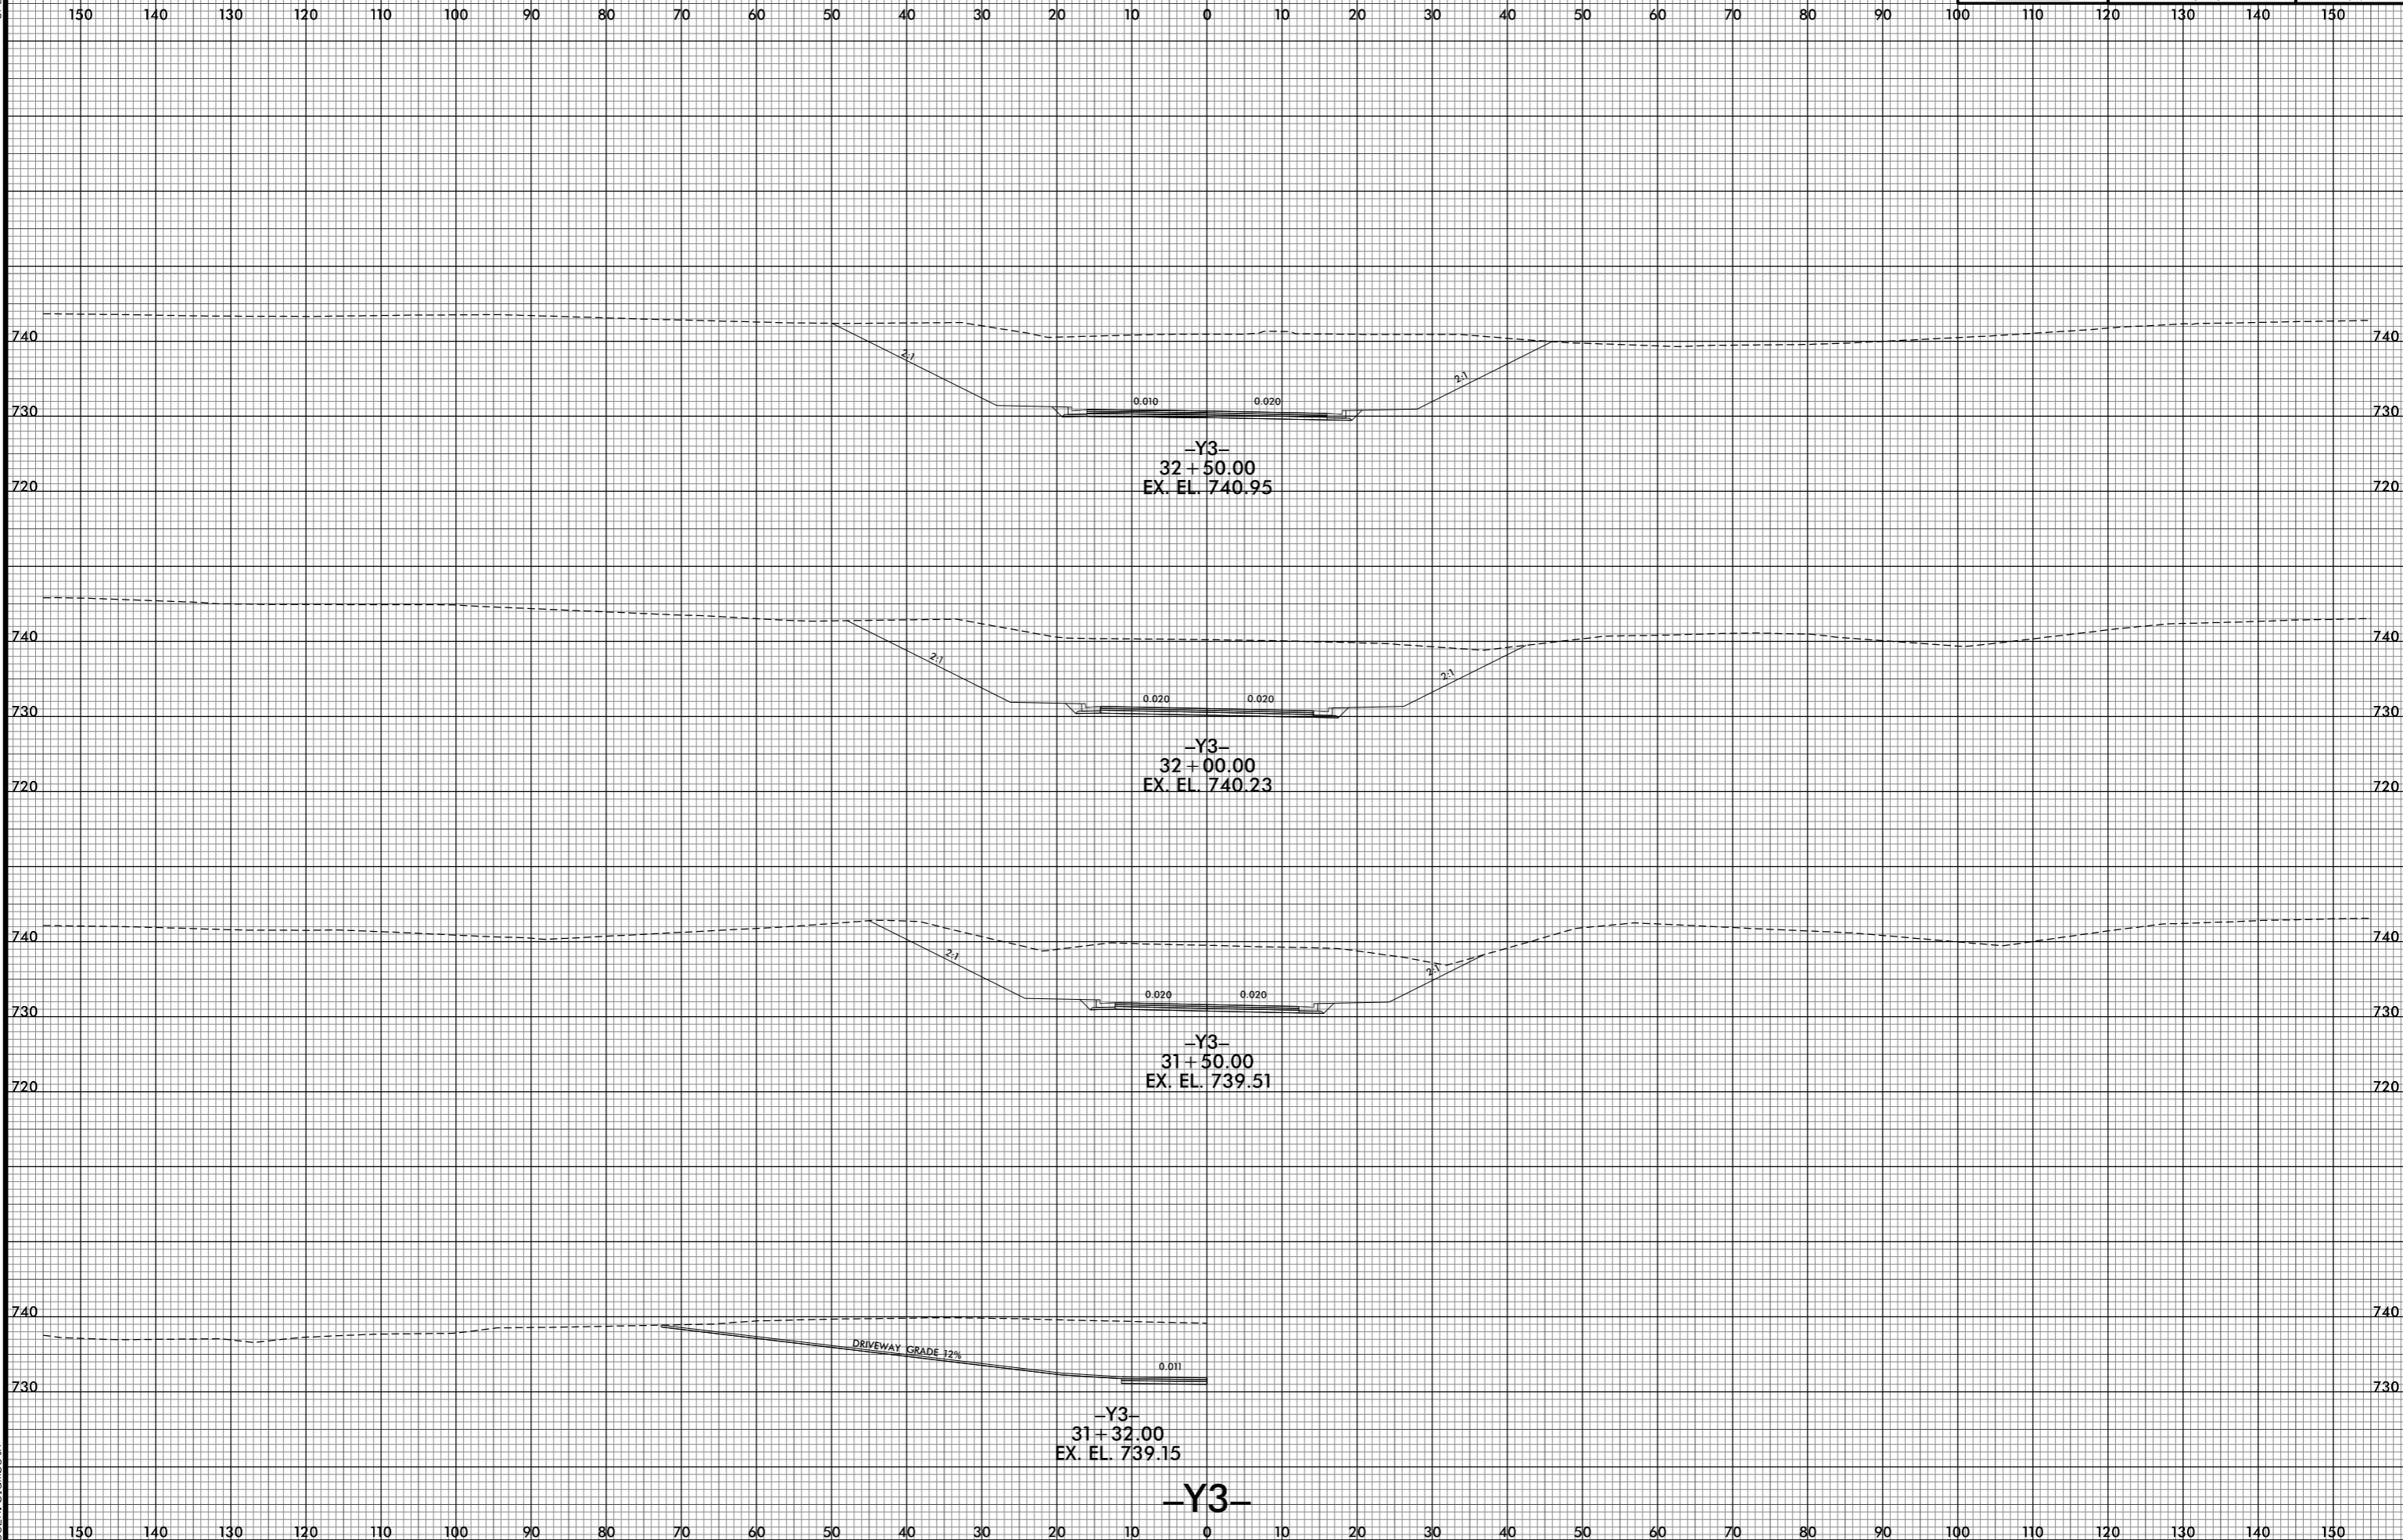 150 140 130 120 110 100 90 80 70 60 50 40 30 20 10 0 10 20 30 40 50 60 70 80 90 100 110 120 130 140 150
740 740
2:1 2:1
730 0.010 0.020 730
–Y3–
32+50.00
720 EX. EL. 740.95 720
740 740
2:1 2:1
730 0.020 0.020 730
–Y3–
32+00.00
720 EX. EL. 740.23 720
740 740
2:1 2:1
730 0.020 0.020 730
–Y3–
31+50.00
720 EX. EL. 739.51 720
740 740
DRIVEWAY GRADE 12%
730 0.011 730
–Y3–
31+32.00
EX. EL. 739.15
–Y3–
150 140 130 120 110 100 90 80 70 60 50 40 30 20 10 0 10 20 30 40 50 60 70 80 90 100 110 120 130 140 150